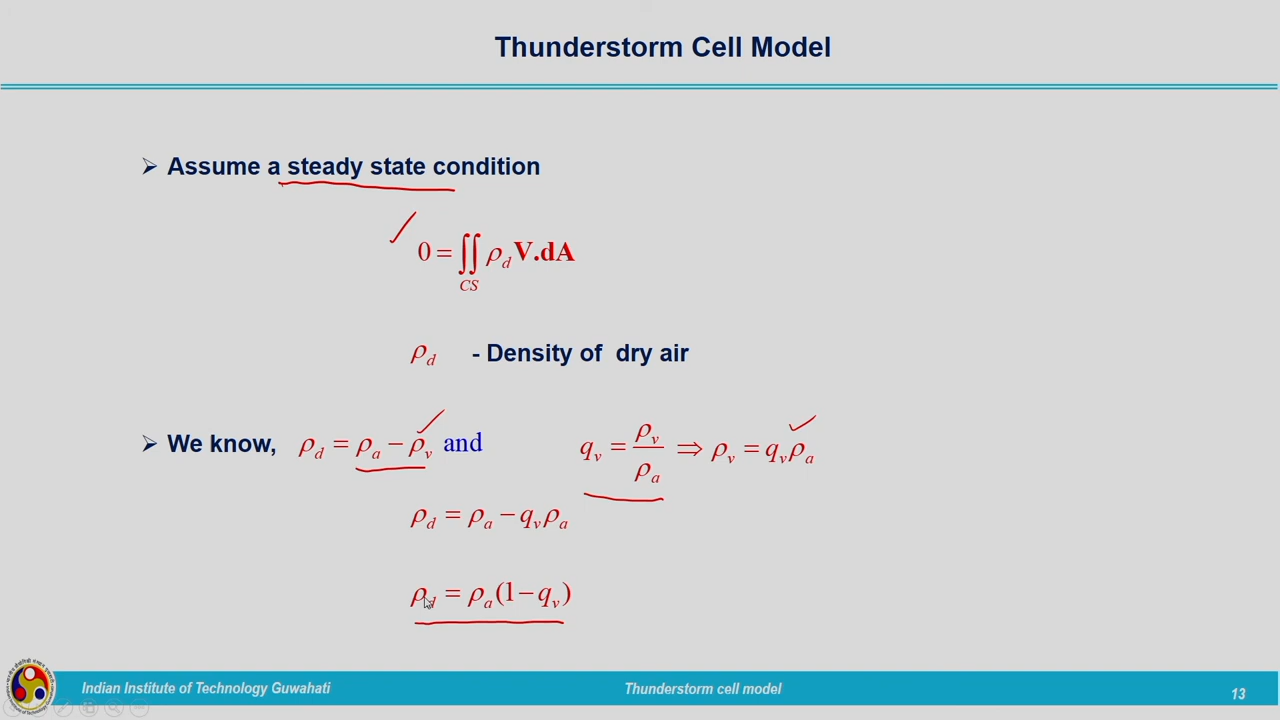 Thunderstorm Cell Model
➢ Assume a steady state condition
0 = ∬_CS ρ_d V.dA
ρ_d - Density of dry air
➢ We know, ρ_d = ρ_a − ρ_v and q_v = ρ_v / ρ_a ⇒ ρ_v = q_v ρ_a
ρ_d = ρ_a − q_v ρ_a
ρ_d = ρ_a (1 − q_v)
Indian Institute of Technology Guwahati Thunderstorm cell model 13